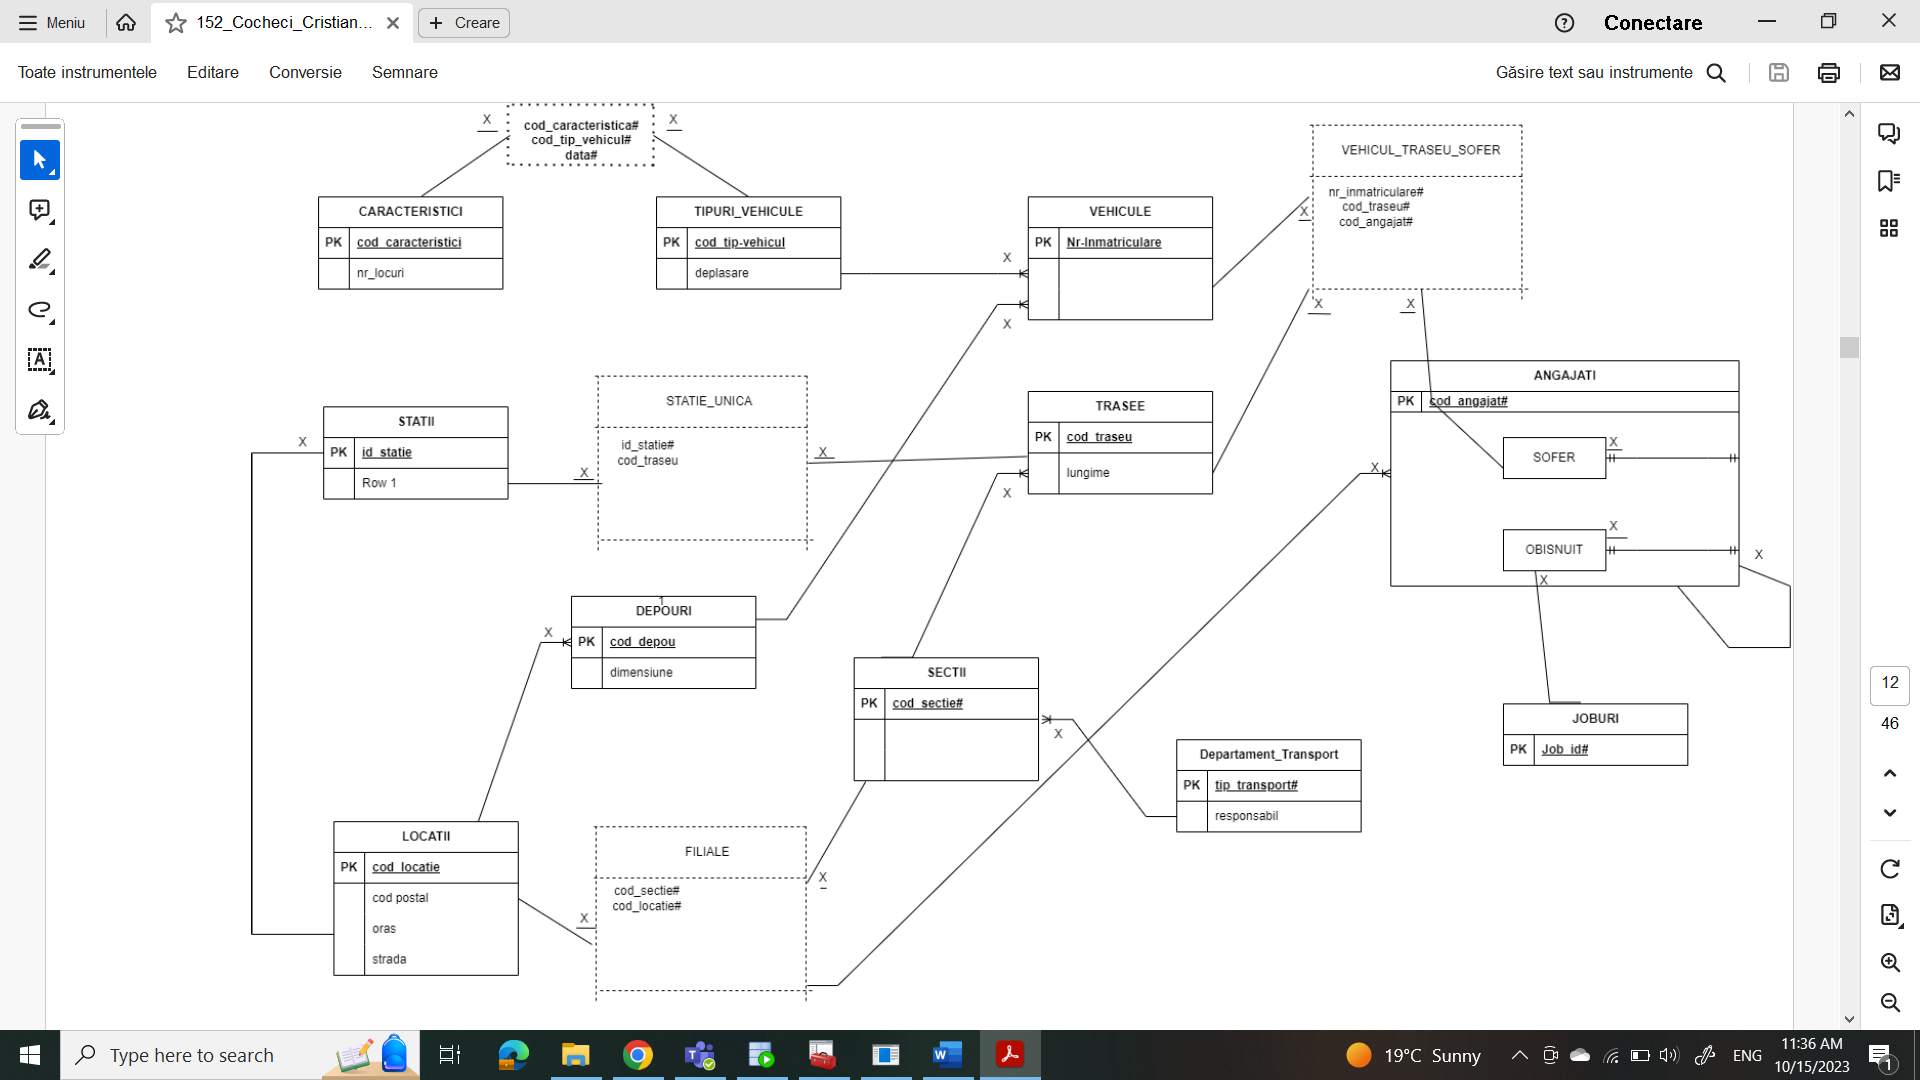 Meniu
152_Cocheci_Cristian...
Creare
Conectare
Toate instrumentele
Editare
Conversie
Semnare
Găsire text sau instrumente
X
cod_caracteristica#
cod_tip_vehicul#
data#
X
CARACTERISTICI
PK
cod_caracteristici
nr_locuri
TIPURI_VEHICULE
PK
cod_tip-vehicul
deplasare
X
X
VEHICULE
PK
Nr-Inmatriculare
VEHICUL_TRASEU_SOFER
nr_inmatriculare#
cod_traseu#
cod_angajat#
X
X
X
X
STATII
PK
id_statie
Row 1
X
STATIE_UNICA
id_statie#
cod_traseu
X
TRASEE
PK
cod_traseu
lungime
X
ANGAJATI
PK
cod_angajat#
SOFER
X
OBISNUIT
X
X
X
X
1
DEPOURI
PK
cod_depou
dimensiune
X
SECTII
PK
cod_sectie#
X
Departament_Transport
PK
tip_transport#
responsabil
JOBURI
PK
Job_id#
LOCATII
PK
cod_locatie
cod postal
oras
strada
X
FILIALE
cod_sectie#
cod_locatie#
X
12
46
Type here to search
19°C Sunny
ENG
11:36 AM
10/15/2023
1